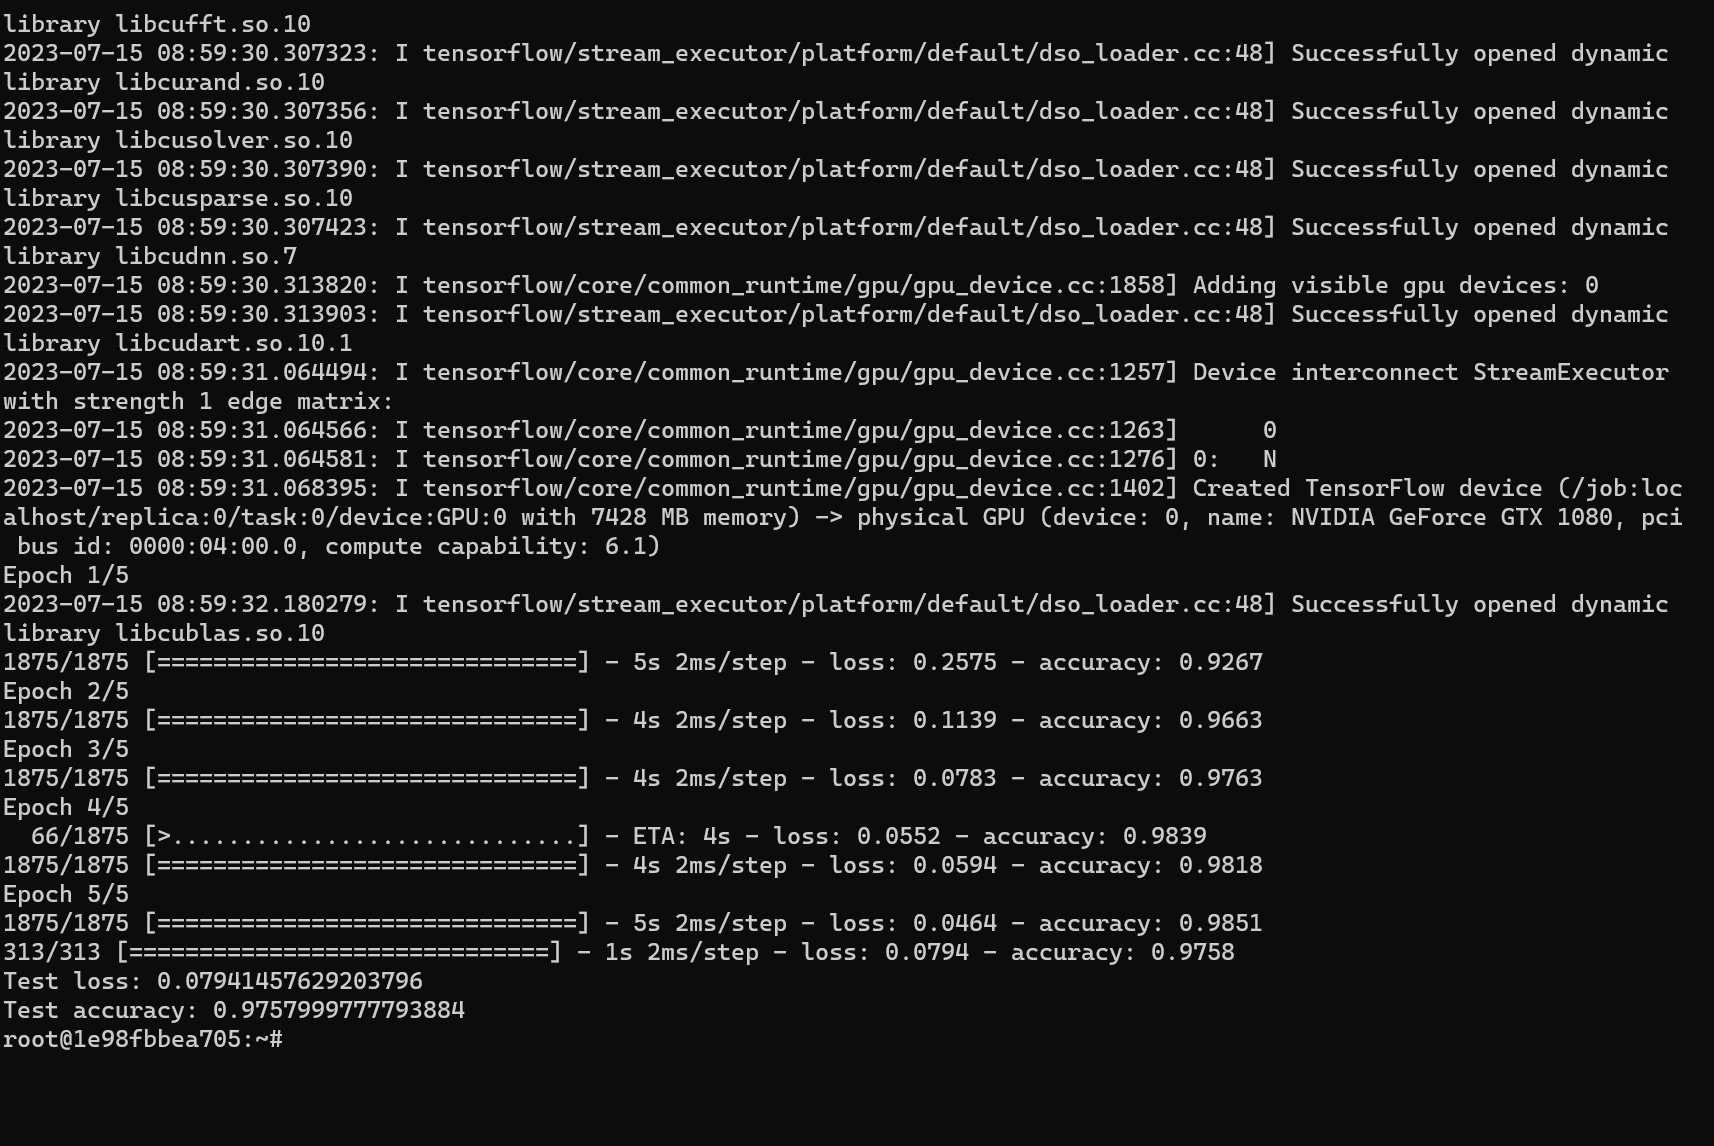 library libcufft.so.10
2023-07-15 08:59:30.307323: I tensorflow/stream_executor/platform/default/dso_loader.cc:48] Successfully opened dynamic
library libcurand.so.10
2023-07-15 08:59:30.307356: I tensorflow/stream_executor/platform/default/dso_loader.cc:48] Successfully opened dynamic
library libcusolver.so.10
2023-07-15 08:59:30.307390: I tensorflow/stream_executor/platform/default/dso_loader.cc:48] Successfully opened dynamic
library libcusparse.so.10
2023-07-15 08:59:30.307423: I tensorflow/stream_executor/platform/default/dso_loader.cc:48] Successfully opened dynamic
library libcudnn.so.7
2023-07-15 08:59:30.313820: I tensorflow/core/common_runtime/gpu/gpu_device.cc:1858] Adding visible gpu devices: 0
2023-07-15 08:59:30.313903: I tensorflow/stream_executor/platform/default/dso_loader.cc:48] Successfully opened dynamic
library libcudart.so.10.1
2023-07-15 08:59:31.064494: I tensorflow/core/common_runtime/gpu/gpu_device.cc:1257] Device interconnect StreamExecutor
with strength 1 edge matrix:
2023-07-15 08:59:31.064566: I tensorflow/core/common_runtime/gpu/gpu_device.cc:1263]      0
2023-07-15 08:59:31.064581: I tensorflow/core/common_runtime/gpu/gpu_device.cc:1276] 0:   N
2023-07-15 08:59:31.068395: I tensorflow/core/common_runtime/gpu/gpu_device.cc:1402] Created TensorFlow device (/job:loc
alhost/replica:0/task:0/device:GPU:0 with 7428 MB memory) -> physical GPU (device: 0, name: NVIDIA GeForce GTX 1080, pci
 bus id: 0000:04:00.0, compute capability: 6.1)
Epoch 1/5
2023-07-15 08:59:32.180279: I tensorflow/stream_executor/platform/default/dso_loader.cc:48] Successfully opened dynamic
library libcublas.so.10
1875/1875 [==============================] - 5s 2ms/step - loss: 0.2575 - accuracy: 0.9267
Epoch 2/5
1875/1875 [==============================] - 4s 2ms/step - loss: 0.1139 - accuracy: 0.9663
Epoch 3/5
1875/1875 [==============================] - 4s 2ms/step - loss: 0.0783 - accuracy: 0.9763
Epoch 4/5
  66/1875 [>.............................] - ETA: 4s - loss: 0.0552 - accuracy: 0.9839
1875/1875 [==============================] - 4s 2ms/step - loss: 0.0594 - accuracy: 0.9818
Epoch 5/5
1875/1875 [==============================] - 5s 2ms/step - loss: 0.0464 - accuracy: 0.9851
313/313 [==============================] - 1s 2ms/step - loss: 0.0794 - accuracy: 0.9758
Test loss: 0.07941457629203796
Test accuracy: 0.9757999777793884
root@1e98fbbea705:~#